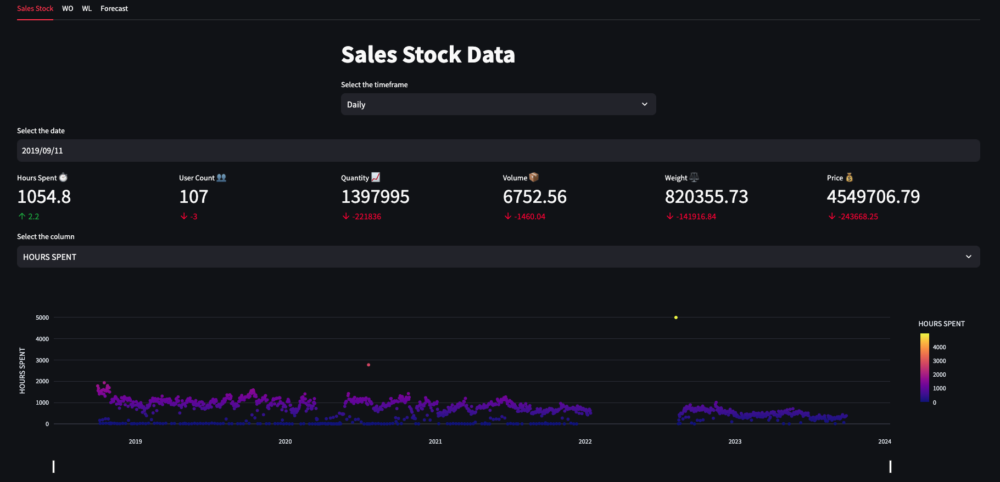 Sales Stock WO WL Forecast
Sales Stock Data
Select the timeframe
Daily
Select the date
2019/09/11
Hours Spent User Count Quantity Volume Weight Price
1054.8 107 1397995 6752.56 820355.73 4549706.79
2.2 -3 -221836 -1460.04 -141916.84 -243668.25
Select the column
HOURS SPENT
HOURS SPENT
5000
4000
3000
2000
1000
0
2019 2020 2021 2022 2023 2024
HOURS SPENT
4000
3000
2000
1000
0